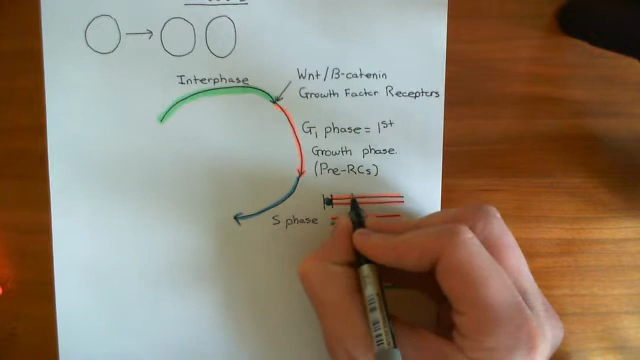 Interphase
Wnt/β-catenin
Growth Factor Receptors
G₁ phase = 1st
Growth phase.
(Pre-RCs)
S phase